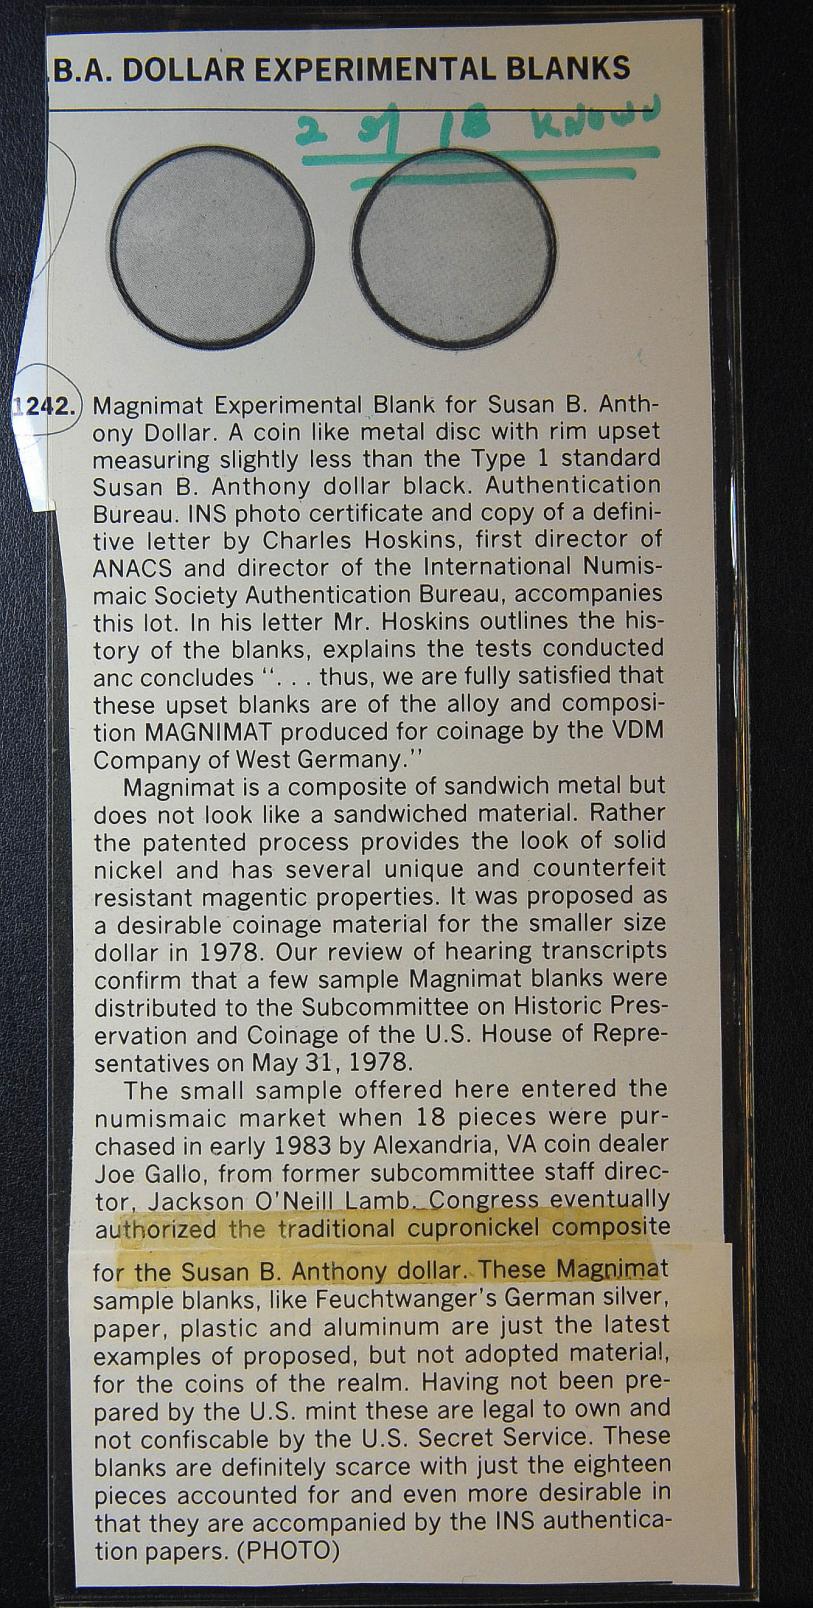 .B.A. DOLLAR EXPERIMENTAL BLANKS
2 of 18 KNOWN
1242. Magnimat Experimental Blank for Susan B. Anth-
ony Dollar. A coin like metal disc with rim upset
measuring slightly less than the Type 1 standard
Susan B. Anthony dollar black. Authentication
Bureau. INS photo certificate and copy of a defini-
tive letter by Charles Hoskins, first director of
ANACS and director of the International Numis-
maic Society Authentication Bureau, accompanies
this lot. In his letter Mr. Hoskins outlines the his-
tory of the blanks, explains the tests conducted
anc concludes “. . . thus, we are fully satisfied that
these upset blanks are of the alloy and composi-
tion MAGNIMAT produced for coinage by the VDM
Company of West Germany.”
Magnimat is a composite of sandwich metal but
does not look like a sandwiched material. Rather
the patented process provides the look of solid
nickel and has several unique and counterfeit
resistant magentic properties. It was proposed as
a desirable coinage material for the smaller size
dollar in 1978. Our review of hearing transcripts
confirm that a few sample Magnimat blanks were
distributed to the Subcommittee on Historic Pres-
ervation and Coinage of the U.S. House of Repre-
sentatives on May 31, 1978.
The small sample offered here entered the
numismaic market when 18 pieces were pur-
chased in early 1983 by Alexandria, VA coin dealer
Joe Gallo, from former subcommittee staff direc-
tor, Jackson O’Neill Lamb. Congress eventually
authorized the traditional cupronickel composite
for the Susan B. Anthony dollar. These Magnimat
sample blanks, like Feuchtwanger’s German silver,
paper, plastic and aluminum are just the latest
examples of proposed, but not adopted material,
for the coins of the realm. Having not been pre-
pared by the U.S. mint these are legal to own and
not confiscable by the U.S. Secret Service. These
blanks are definitely scarce with just the eighteen
pieces accounted for and even more desirable in
that they are accompanied by the INS authentica-
tion papers. (PHOTO)